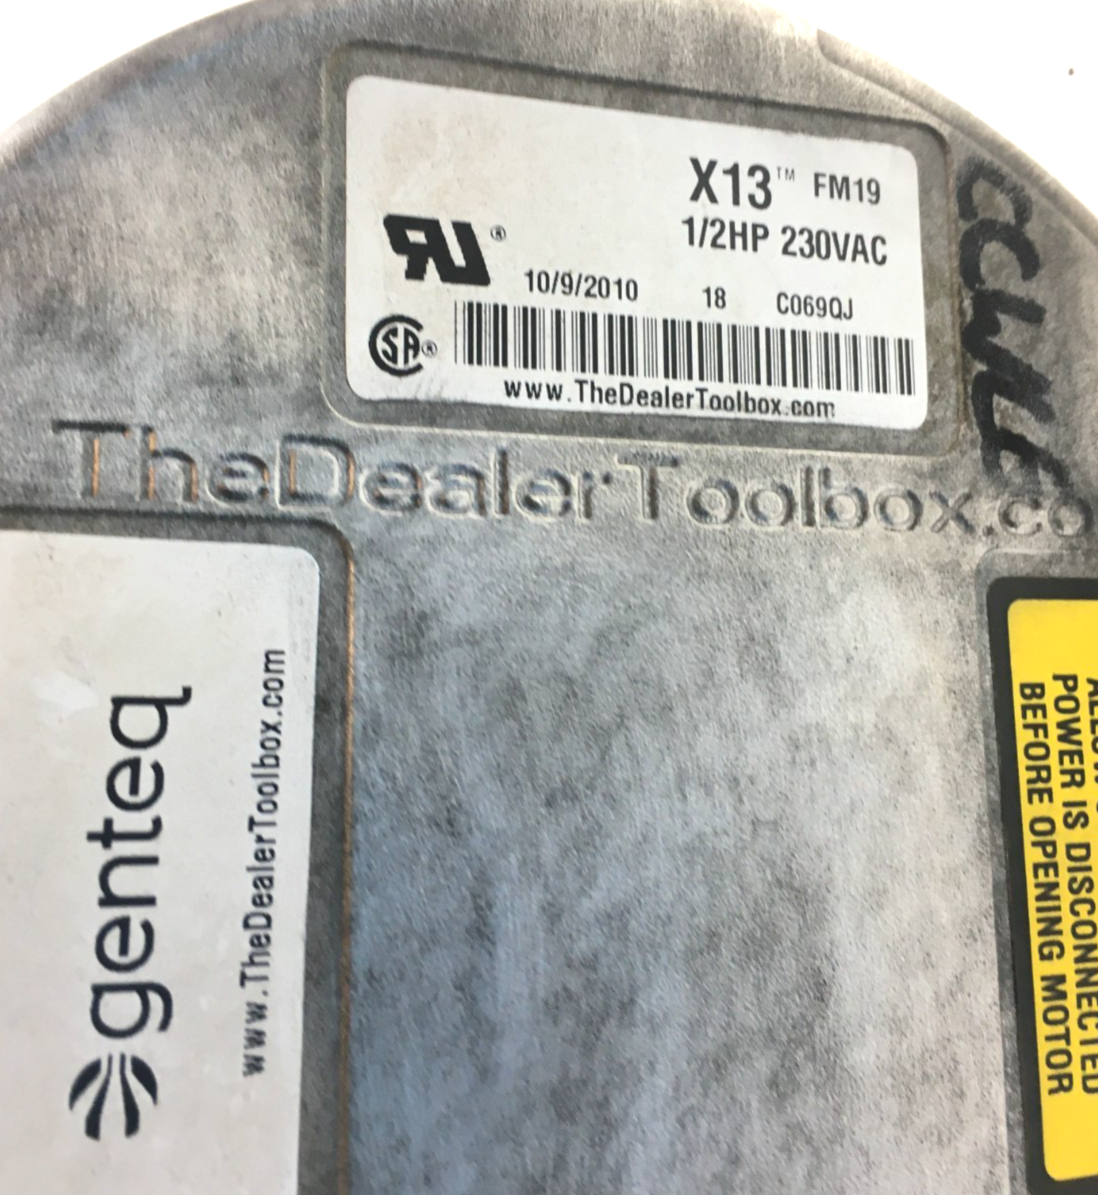 X13™ FM19
1/2HP 230VAC
®
10/9/2010 18 C069QJ
SA®
www.TheDealerToolbox.com
TheDealerToolbox.co
genteq
www.TheDealerToolbox.com
POWER IS DISCONNECTED
BEFORE OPENING MOTOR